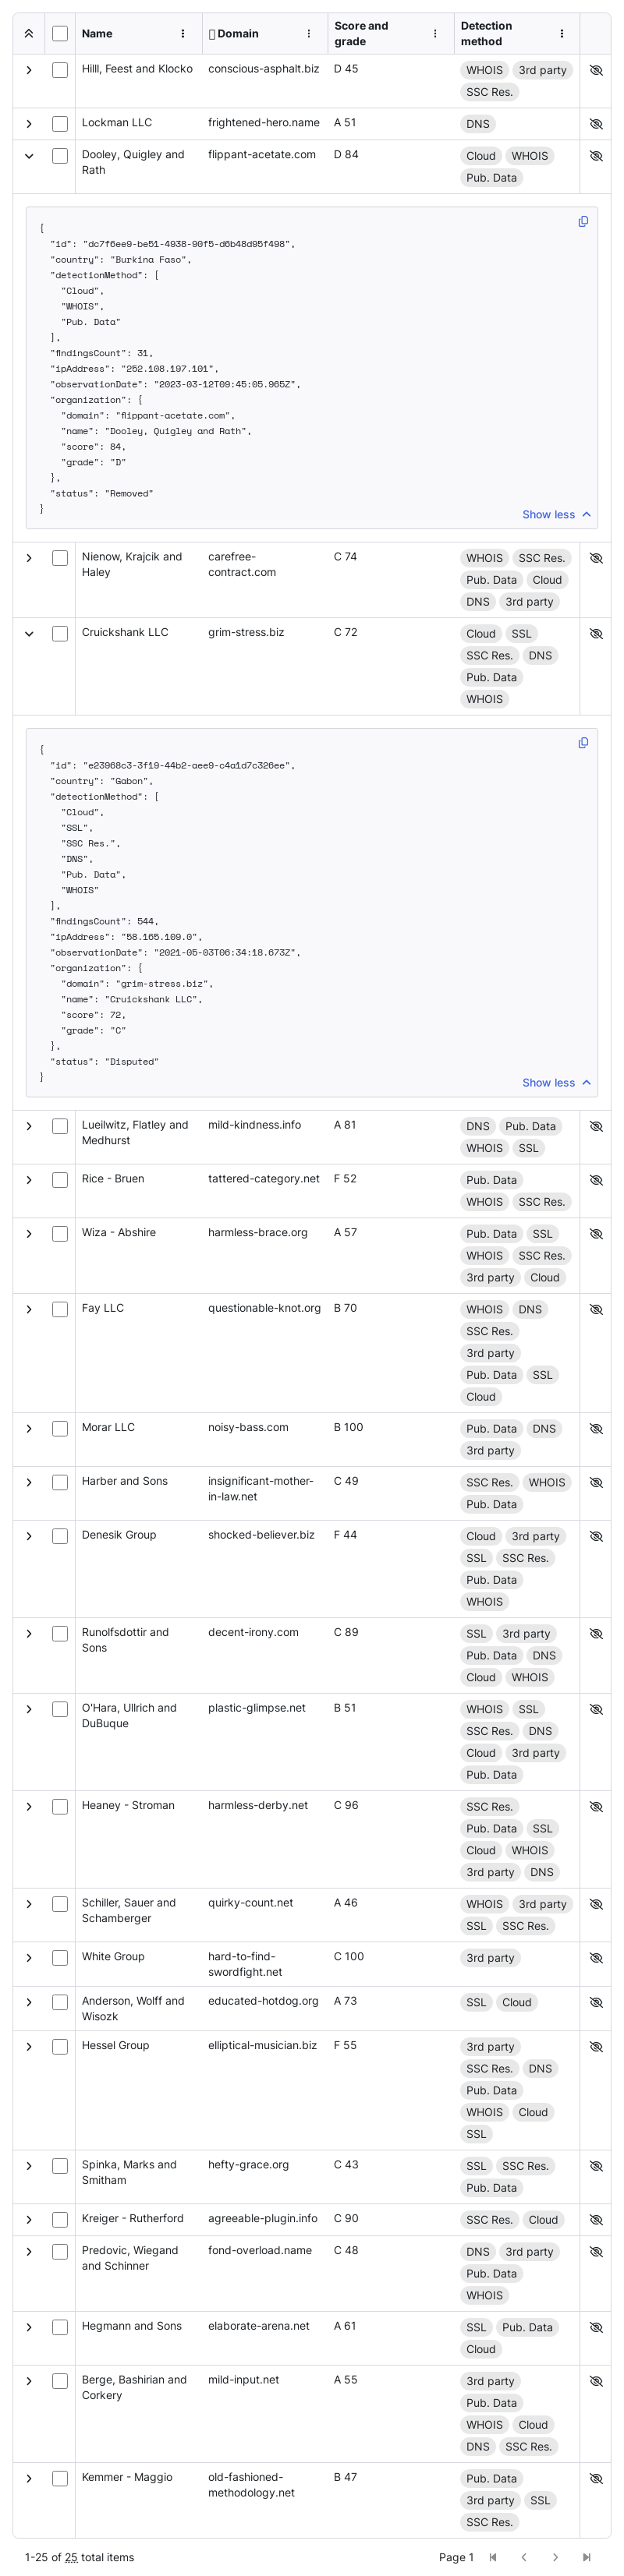 Name Domain Score and grade Detection method
Hilll, Feest and Klocko conscious-asphalt.biz D 45 WHOIS 3rd party
SSC Res.
Lockman LLC frightened-hero.name A 51 DNS
Dooley, Quigley and Rath flippant-acetate.com D 84 Cloud WHOIS
Pub. Data
{
"id": "dc7f6ee9-be51-4938-90f5-d6b48d95f498",
"country": "Burkina Faso",
"detectionMethod": [
"Cloud",
"WHOIS",
"Pub. Data"
],
"findingsCount": 31,
"ipAddress": "252.108.197.101",
"observationDate": "2023-03-12T09:45:05.965Z",
"organization": {
"domain": "flippant-acetate.com",
"name": "Dooley, Quigley and Rath",
"score": 84,
"grade": "D"
},
"status": "Removed"
}
Show less
Nienow, Krajcik and Haley carefree-contract.com C 74 WHOIS SSC Res.
Pub. Data Cloud
DNS 3rd party
Cruickshank LLC grim-stress.biz C 72 Cloud SSL
SSC Res. DNS
Pub. Data
WHOIS
{
"id": "e23968c3-3f19-44b2-aee9-c4a1d7c326ee",
"country": "Gabon",
"detectionMethod": [
"Cloud",
"SSL",
"SSC Res.",
"DNS",
"Pub. Data",
"WHOIS"
],
"findingsCount": 544,
"ipAddress": "58.165.109.0",
"observationDate": "2021-05-03T06:34:18.673Z",
"organization": {
"domain": "grim-stress.biz",
"name": "Cruickshank LLC",
"score": 72,
"grade": "C"
},
"status": "Disputed"
}
Show less
Lueilwitz, Flatley and Medhurst mild-kindness.info A 81 DNS Pub. Data
WHOIS SSL
Rice - Bruen tattered-category.net F 52 Pub. Data
WHOIS SSC Res.
Wiza - Abshire harmless-brace.org A 57 Pub. Data SSL
WHOIS SSC Res.
3rd party Cloud
Fay LLC questionable-knot.org B 70 WHOIS DNS
SSC Res.
3rd party
Pub. Data SSL
Cloud
Morar LLC noisy-bass.com B 100 Pub. Data DNS
3rd party
Harber and Sons insignificant-mother-in-law.net C 49 SSC Res. WHOIS
Pub. Data
Denesik Group shocked-believer.biz F 44 Cloud 3rd party
SSL SSC Res.
Pub. Data
WHOIS
Runolfsdottir and Sons decent-irony.com C 89 SSL 3rd party
Pub. Data DNS
Cloud WHOIS
O'Hara, Ullrich and DuBuque plastic-glimpse.net B 51 WHOIS SSL
SSC Res. DNS
Cloud 3rd party
Pub. Data
Heaney - Stroman harmless-derby.net C 96 SSC Res.
Pub. Data SSL
Cloud WHOIS
3rd party DNS
Schiller, Sauer and Schamberger quirky-count.net A 46 WHOIS 3rd party
SSL SSC Res.
White Group hard-to-find-swordfight.net C 100 3rd party
Anderson, Wolff and Wisozk educated-hotdog.org A 73 SSL Cloud
Hessel Group elliptical-musician.biz F 55 3rd party
SSC Res. DNS
Pub. Data
WHOIS Cloud
SSL
Spinka, Marks and Smitham hefty-grace.org C 43 SSL SSC Res.
Pub. Data
Kreiger - Rutherford agreeable-plugin.info C 90 SSC Res. Cloud
Predovic, Wiegand and Schinner fond-overload.name C 48 DNS 3rd party
Pub. Data
WHOIS
Hegmann and Sons elaborate-arena.net A 61 SSL Pub. Data
Cloud
Berge, Bashirian and Corkery mild-input.net A 55 3rd party
Pub. Data
WHOIS Cloud
DNS SSC Res.
Kemmer - Maggio old-fashioned-methodology.net B 47 Pub. Data
3rd party SSL
SSC Res.
1-25 of 25 total items Page 1